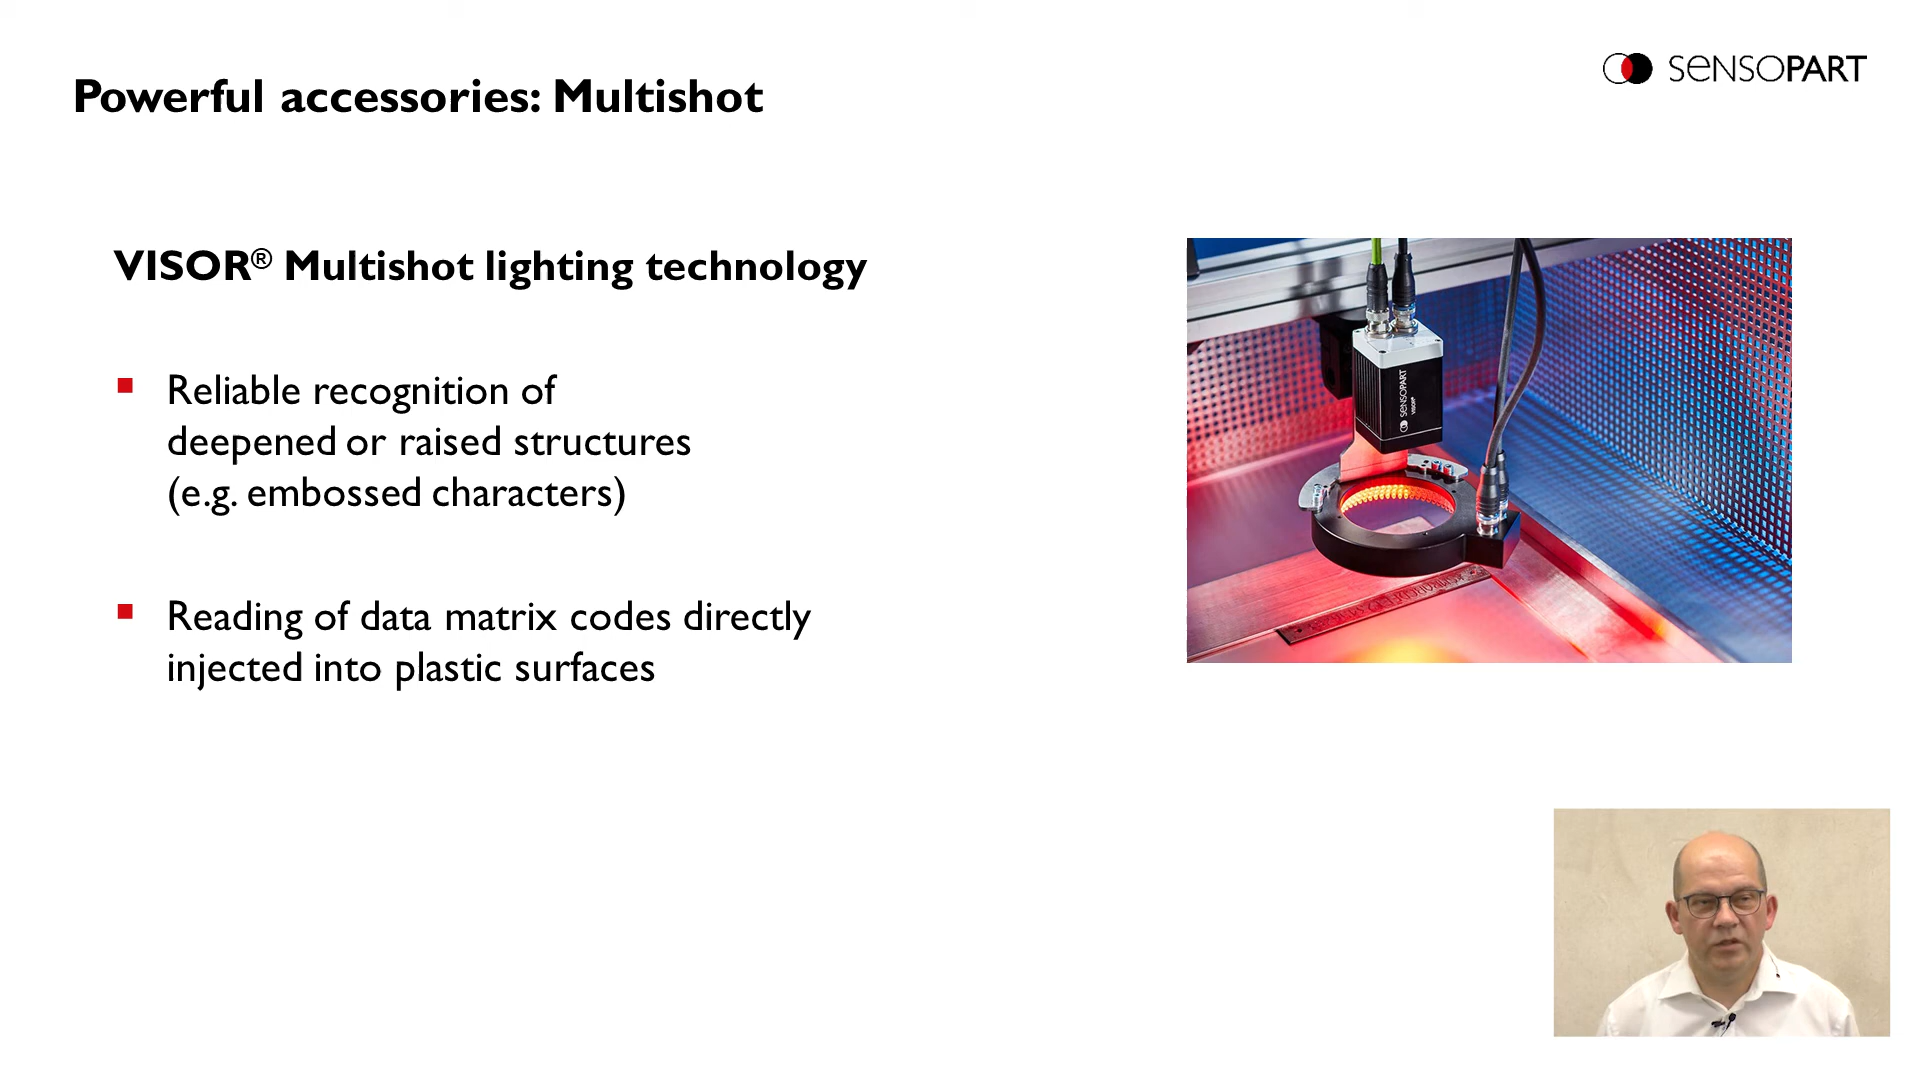 Powerful accessories: Multishot
SENSOPART
VISOR® Multishot lighting technology
Reliable recognition of
deepened or raised structures
(e.g. embossed characters)
Reading of data matrix codes directly
injected into plastic surfaces
SENSOPART
VISOR®